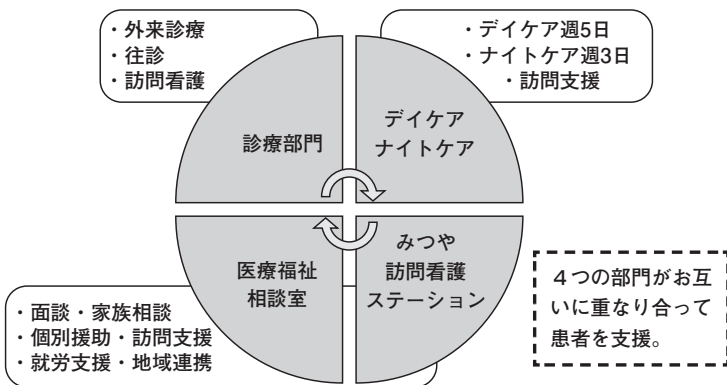 ・外来診療
・往診
・訪問看護
・デイケア週5日
・ナイトケア週3日
・訪問支援
診療部門
デイケア
ナイトケア
医療福祉
相談室
みつや
訪問看護
ステーション
・面談・家族相談
・個別援助・訪問支援
・就労支援・地域連携
4つの部門がお互
いに重なり合って
患者を支援。